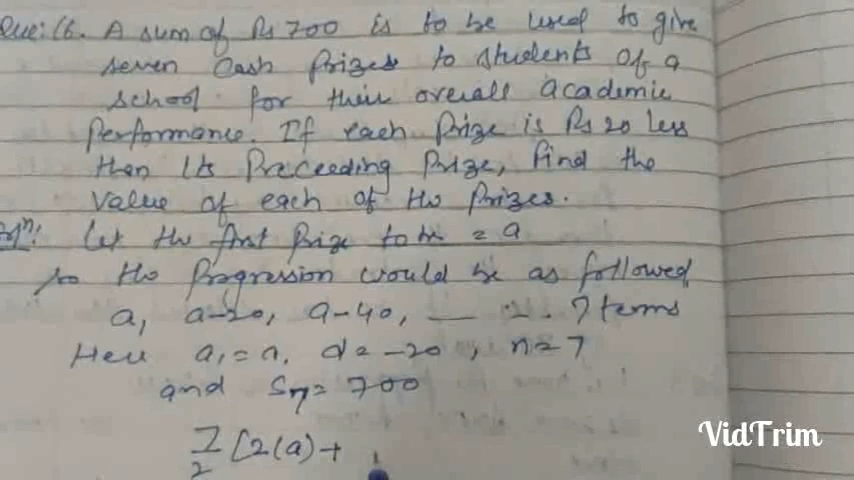 Que: 16. A sum of Rs 700 is to be used to give
seven cash prizes to students of a
school for their overall academic
performance. If each prize is Rs 20 less
then its preceeding prize, find the
value of each of the prizes.
Solⁿ: Let the first prize to be = a
so the progression would be as followed
a, a-20, a-40, — - - . 7 terms
Here a₁ = a, d = -20, n = 7
and S₇ = 700
7/2 [2(a) +
VidTrim